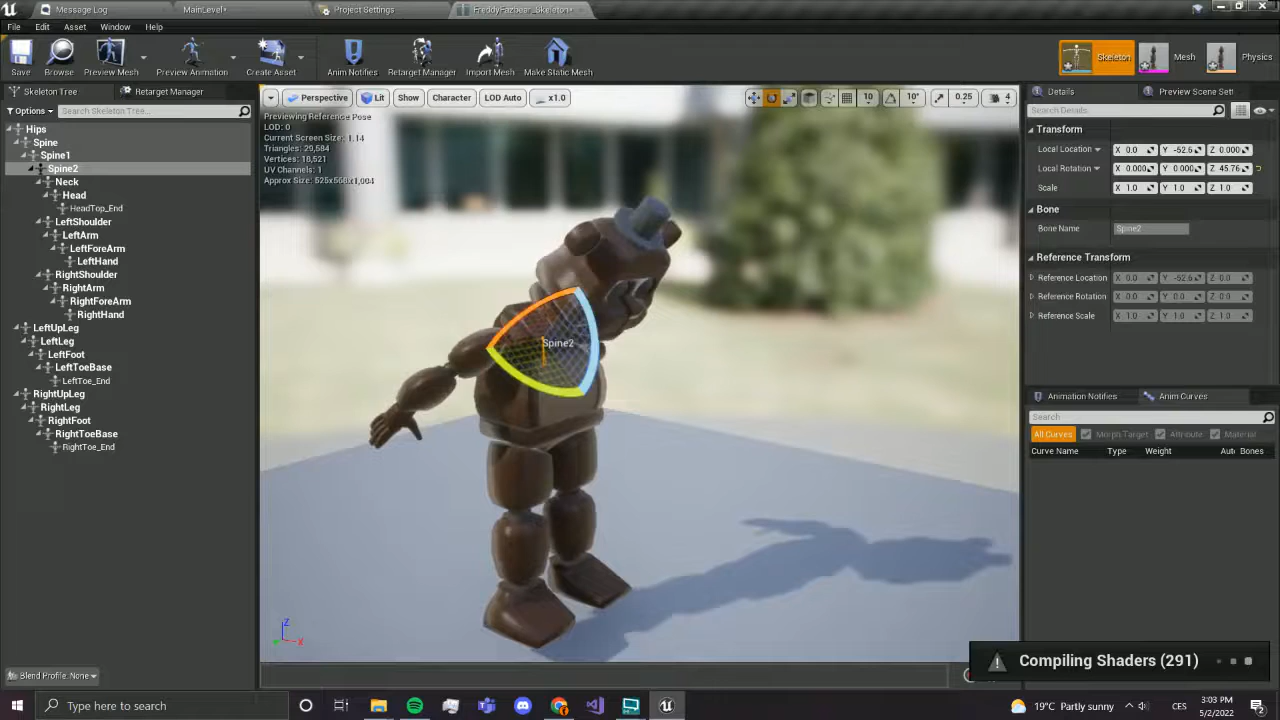 Message Log
MainLevel*
Project Settings
FreddyFazbear_Skeleton*
File Edit Asset Window Help
Save
Browse
Preview Mesh
Preview Animation
Create Asset
Anim Notifies
Retarget Manager
Import Mesh
Make Static Mesh
Skeleton
Mesh
Physics
Skeleton Tree
Retarget Manager
Options
Search Skeleton Tree...
Hips
Spine
Spine1
Spine2
Neck
Head
HeadTop_End
LeftShoulder
LeftArm
LeftForeArm
LeftHand
RightShoulder
RightArm
RightForeArm
RightHand
LeftUpLeg
LeftLeg
LeftFoot
LeftToeBase
LeftToe_End
RightUpLeg
RightLeg
RightFoot
RightToeBase
RightToe_End
Blend Profile: None
Perspective
Lit
Show
Character
LOD Auto
x1.0
10
10°
0.25
4
Previewing Reference Pose
LOD: 0
Current Screen Size: 1.14
Triangles: 29,584
Vertices: 18,521
UV Channels: 1
Approx Size: 525x568x1,004
Spine2
Z
X
Details
Preview Scene Set
Search Details
Transform
Local Location X 0.0 Y -52.6 Z 0.000
Local Rotation X 0.000 Y 0.000 Z 45.76
Scale X 1.0 Y 1.0 Z 1.0
Bone
Bone Name Spine2
Reference Transform
Reference Location X 0.0 Y -52.6 Z 0.0
Reference Rotation X 0.0 Y 0.0 Z 0.0
Reference Scale X 1.0 Y 1.0 Z 1.0
Animation Notifies
Anim Curves
Search
All Curves Morph Target Attribute Material
Curve Name Type Weight Aut Bones
Compiling Shaders (291)
Type here to search
19°C Partly sunny
CES
3:03 PM
5/2/2022
2